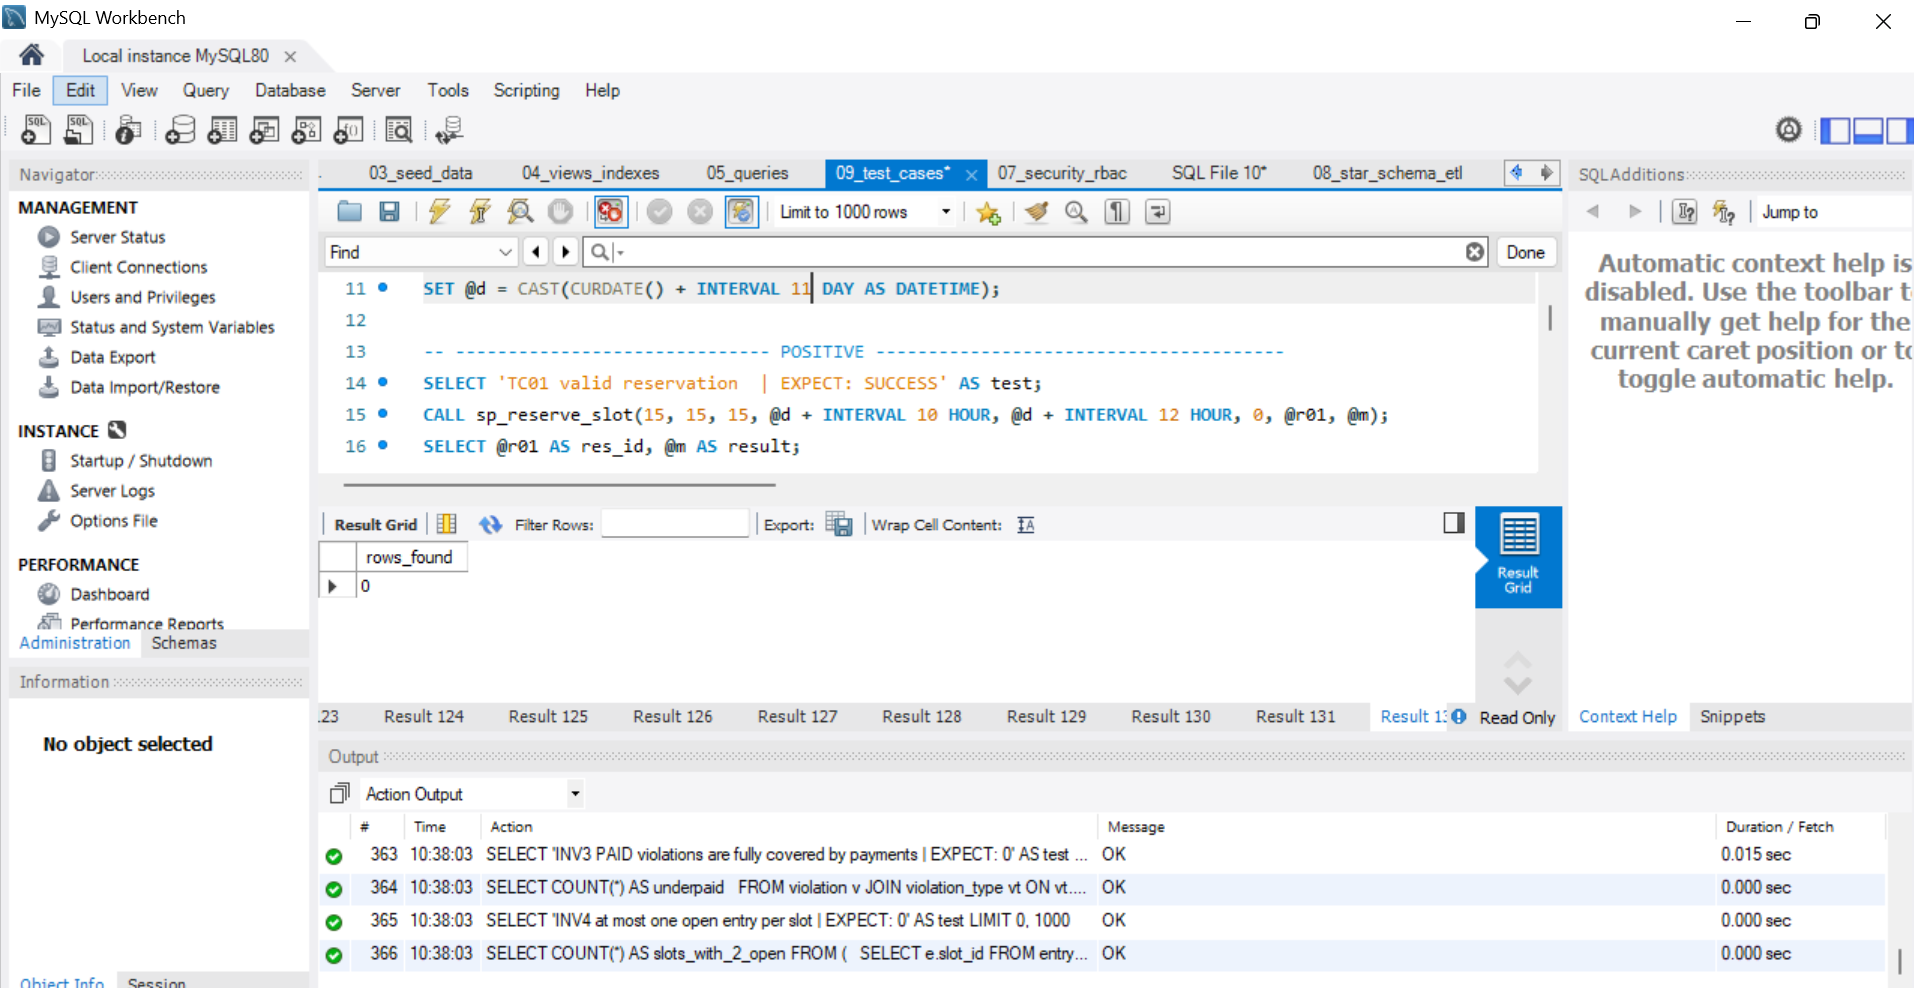 MySQL Workbench
Local instance MySQL80
File Edit View Query Database Server Tools Scripting Help
Navigator
MANAGEMENT
Server Status
Client Connections
Users and Privileges
Status and System Variables
Data Export
Data Import/Restore
INSTANCE
Startup / Shutdown
Server Logs
Options File
PERFORMANCE
Dashboard
Performance Reports
Administration Schemas
Information
No object selected
Object Info Session
03_seed_data 04_views_indexes 05_queries 09_test_cases* 07_security_rbac SQL File 10* 08_star_schema_etl
Limit to 1000 rows
Find Done
11 SET @d = CAST(CURDATE() + INTERVAL 11 DAY AS DATETIME);
12
13 -- ------------------------------ POSITIVE ---------------------------------------
14 SELECT 'TC01 valid reservation | EXPECT: SUCCESS' AS test;
15 CALL sp_reserve_slot(15, 15, 15, @d + INTERVAL 10 HOUR, @d + INTERVAL 12 HOUR, 0, @r01, @m);
16 SELECT @r01 AS res_id, @m AS result;
Result Grid Filter Rows: Export: Wrap Cell Content:
rows_found
0
Result Grid
23 Result 124 Result 125 Result 126 Result 127 Result 128 Result 129 Result 130 Result 131 Result 13 Read Only
Output
Action Output
# Time Action Message Duration / Fetch
363 10:38:03 SELECT 'INV3 PAID violations are fully covered by payments | EXPECT: 0' AS test ... OK 0.015 sec
364 10:38:03 SELECT COUNT(*) AS underpaid FROM violation v JOIN violation_type vt ON vt.... OK 0.000 sec
365 10:38:03 SELECT 'INV4 at most one open entry per slot | EXPECT: 0' AS test LIMIT 0, 1000 OK 0.000 sec
366 10:38:03 SELECT COUNT(*) AS slots_with_2_open FROM ( SELECT e.slot_id FROM entry... OK 0.000 sec
SQLAdditions
Jump to
Automatic context help is
disabled. Use the toolbar t
manually get help for the
current caret position or to
toggle automatic help.
Context Help Snippets